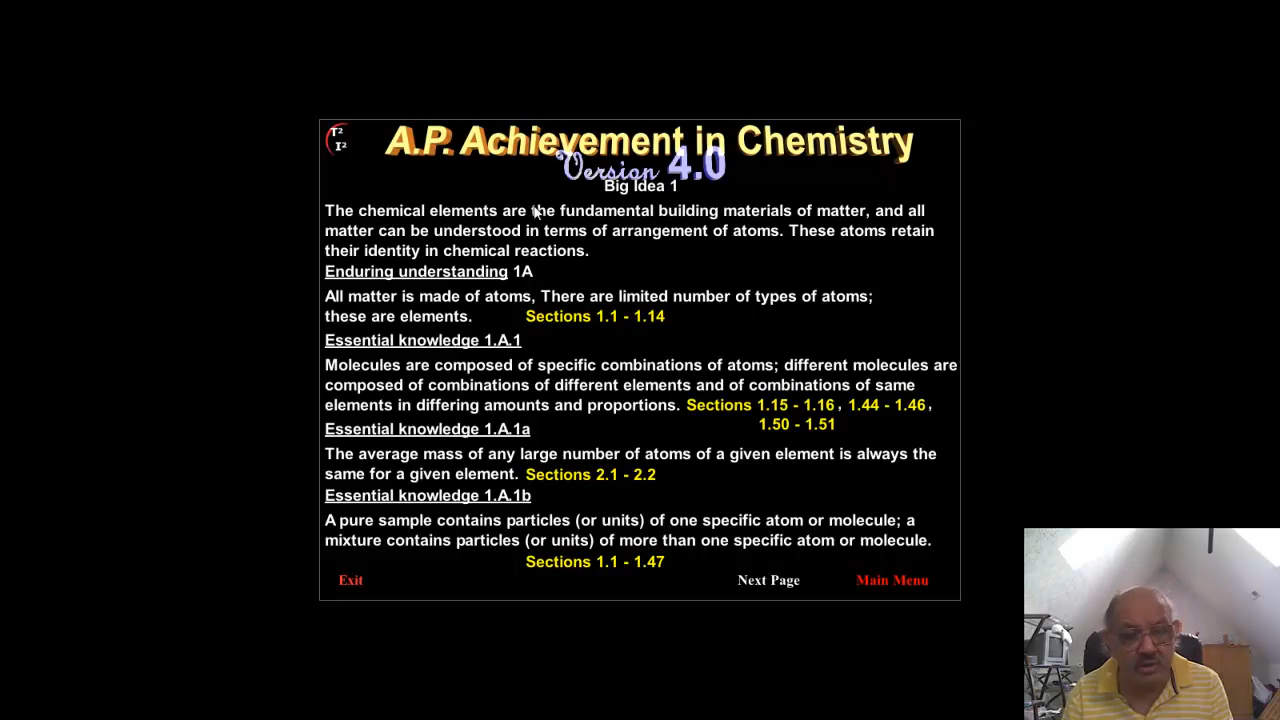 T²
I²
A.P. Achievement in Chemistry
Version 4.0
Big Idea 1
The chemical elements are the fundamental building materials of matter, and all
matter can be understood in terms of arrangement of atoms. These atoms retain
their identity in chemical reactions.
Enduring understanding 1A
All matter is made of atoms, There are limited number of types of atoms;
these are elements. Sections 1.1 - 1.14
Essential knowledge 1.A.1
Molecules are composed of specific combinations of atoms; different molecules are
composed of combinations of different elements and of combinations of same
elements in differing amounts and proportions. Sections 1.15 - 1.16 , 1.44 - 1.46 ,
1.50 - 1.51
Essential knowledge 1.A.1a
The average mass of any large number of atoms of a given element is always the
same for a given element. Sections 2.1 - 2.2
Essential knowledge 1.A.1b
A pure sample contains particles (or units) of one specific atom or molecule; a
mixture contains particles (or units) of more than one specific atom or molecule.
Sections 1.1 - 1.47
Exit Next Page Main Menu